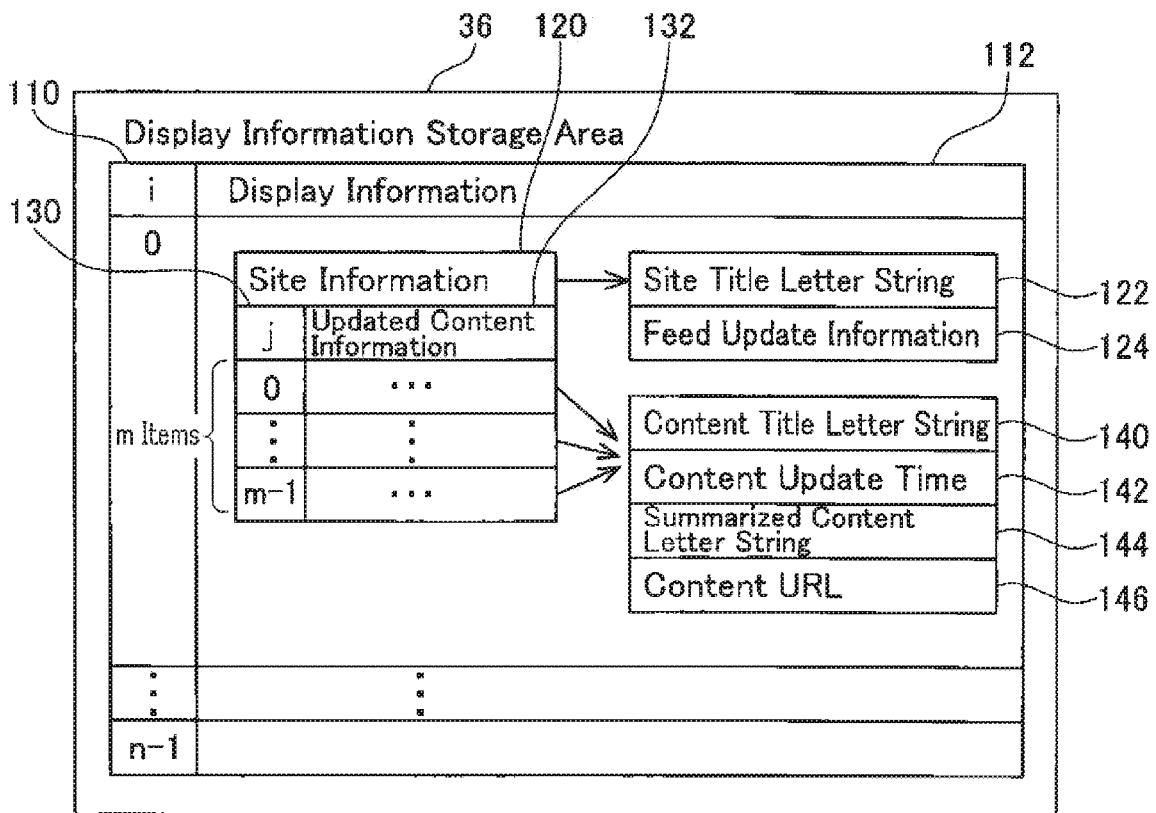 36
120
132
112
110
Display Information Storage Area
i
Display Information
130
0
Site Information
Site Title Letter String
122
j
Updated Content
Information
Feed Update Information
124
m Items
0
Content Title Letter String
140
Content Update Time
142
m-1
Summarized Content
Letter String
144
Content URL
146
n-1